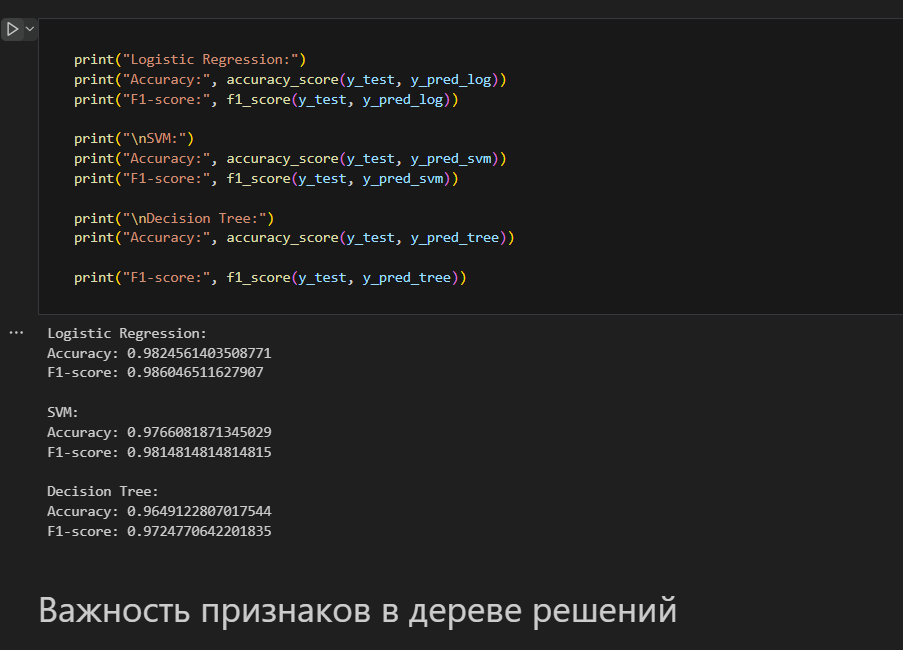 print("Logistic Regression:")
print("Accuracy:", accuracy_score(y_test, y_pred_log))
print("F1-score:", f1_score(y_test, y_pred_log))
print("\nSVM:")
print("Accuracy:", accuracy_score(y_test, y_pred_svm))
print("F1-score:", f1_score(y_test, y_pred_svm))
print("\nDecision Tree:")
print("Accuracy:", accuracy_score(y_test, y_pred_tree))
print("F1-score:", f1_score(y_test, y_pred_tree))
Logistic Regression:
Accuracy: 0.9824561403508771
F1-score: 0.986046511627907
SVM:
Accuracy: 0.9766081871345029
F1-score: 0.9814814814814815
Decision Tree:
Accuracy: 0.9649122807017544
F1-score: 0.9724770642201835
Важность признаков в дереве решений